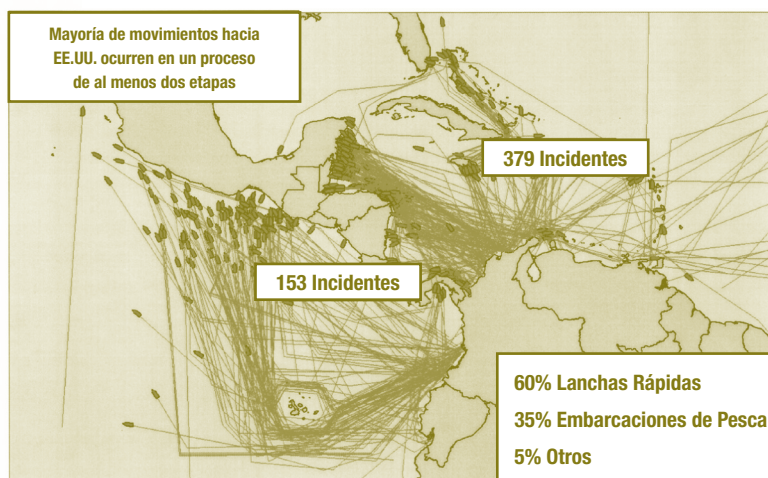 Mayoría de movimientos hacia
EE.UU. ocurren en un proceso
de al menos dos etapas
379 Incidentes
153 Incidentes
60% Lanchas Rápidas
35% Embarcaciones de Pesca
5% Otros